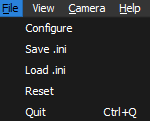 File View Camera Help
Configure
Save .ini
Load .ini
Reset
Quit Ctrl+Q